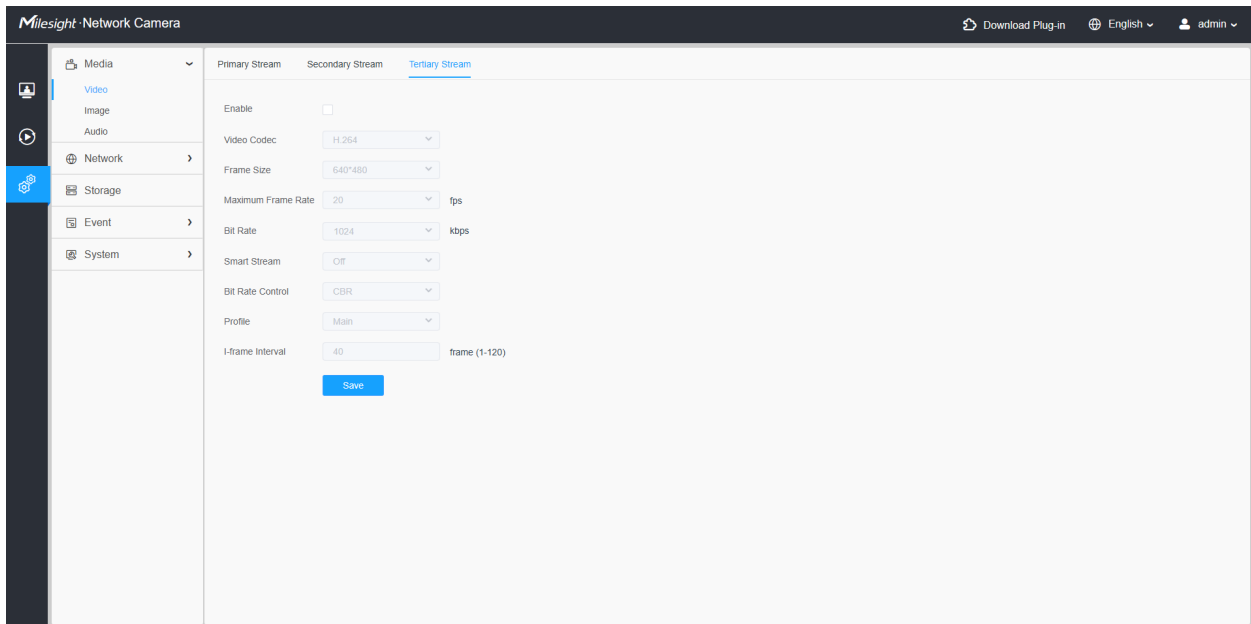 Milesight · Network Camera
Download Plug-in
English
admin
Media
Video
Image
Audio
Network
Storage
Event
System
Primary Stream Secondary Stream Tertiary Stream
Enable
Video Codec H.264
Frame Size 640*480
Maximum Frame Rate 20 fps
Bit Rate 1024 kbps
Smart Stream Off
Bit Rate Control CBR
Profile Main
I-frame Interval 40 frame (1-120)
Save